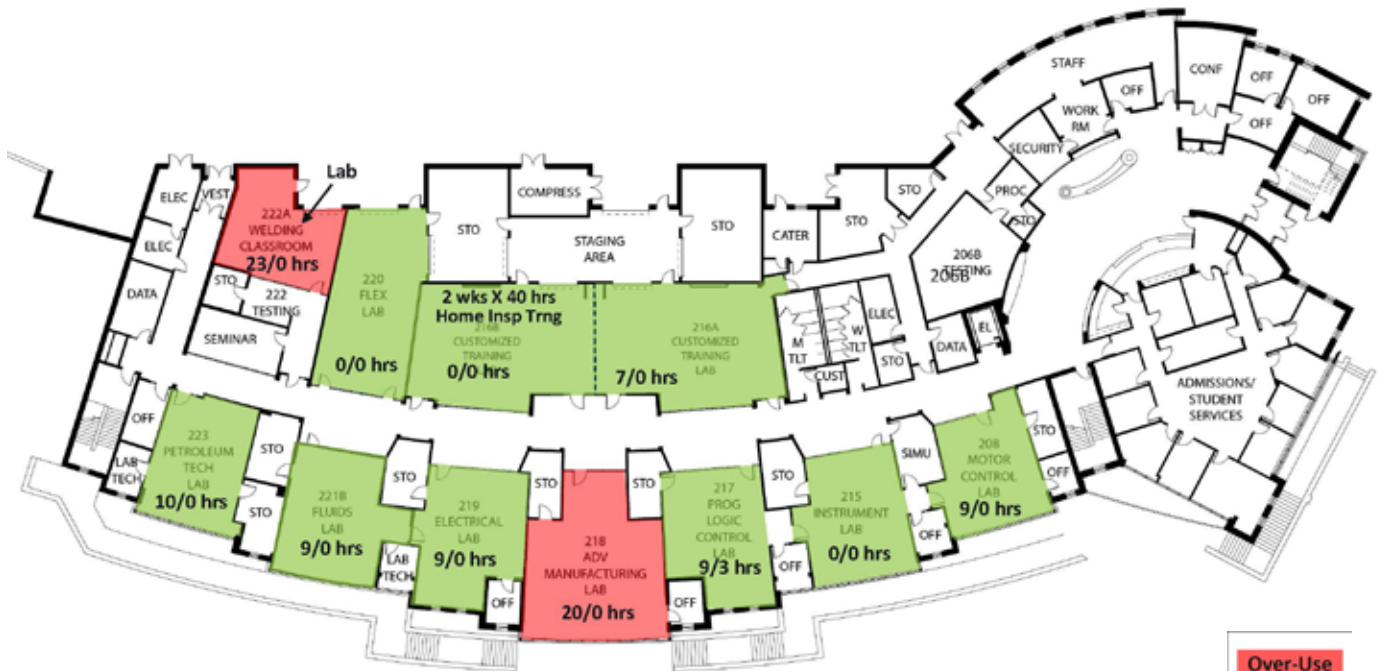 STAFF
CONF
OFF
OFF
OFF
OFF
WORK
RM
SECURITY
PROC
STO
STO
206B
TESTING
206B
Lab
ELEC
VEST
222A
WELDING
CLASSROOM
23/0 hrs
ELEC
DATA
STO
222
TESTING
SEMINAR
220
FLEX
LAB
0/0 hrs
STO
COMPRESS
STAGING
AREA
STO
CATER
STO
2 wks X 40 hrs
Home Insp Trng
216B
CUSTOMIZED
TRAINING
0/0 hrs
216A
CUSTOMIZED
TRAINING
LAB
7/0 hrs
M
TLT
W
TLT
ELEC
STO
CUST
DATA
EL
ADMISSIONS/
STUDENT
SERVICES
OFF
LAB
TECH
223
PETROLEUM
TECH
LAB
10/0 hrs
STO
STO
221B
FLUIDS
LAB
9/0 hrs
STO
LAB
TECH
219
ELECTRICAL
LAB
9/0 hrs
OFF
STO
218
ADV
MANUFACTURING
LAB
20/0 hrs
STO
OFF
217
PROG
LOGIC
CONTROL
LAB
9/3 hrs
STO
OFF
215
INSTRUMENT
LAB
0/0 hrs
SIMU
OFF
208
MOTOR
CONTROL
LAB
9/0 hrs
STO
OFF
Over-Use